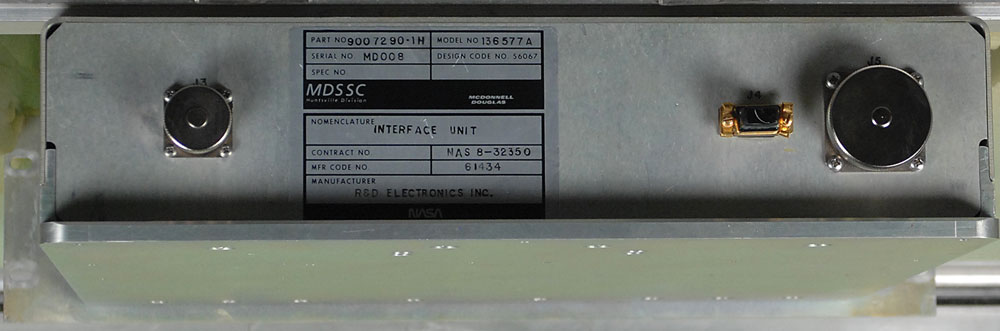 J3
PART NO. 9007290-1H MODEL NO. 136577A
SERIAL NO. MD008 DESIGN CODE NO. 56067
SPEC NO.
MDSSC
Huntsville Division
MCDONNELL
DOUGLAS
NOMENCLATURE
INTERFACE UNIT
CONTRACT NO. NAS 8-32350
MFR CODE NO. 61434
MANUFACTURER
R&D ELECTRONICS INC.
NASA
J4
J5